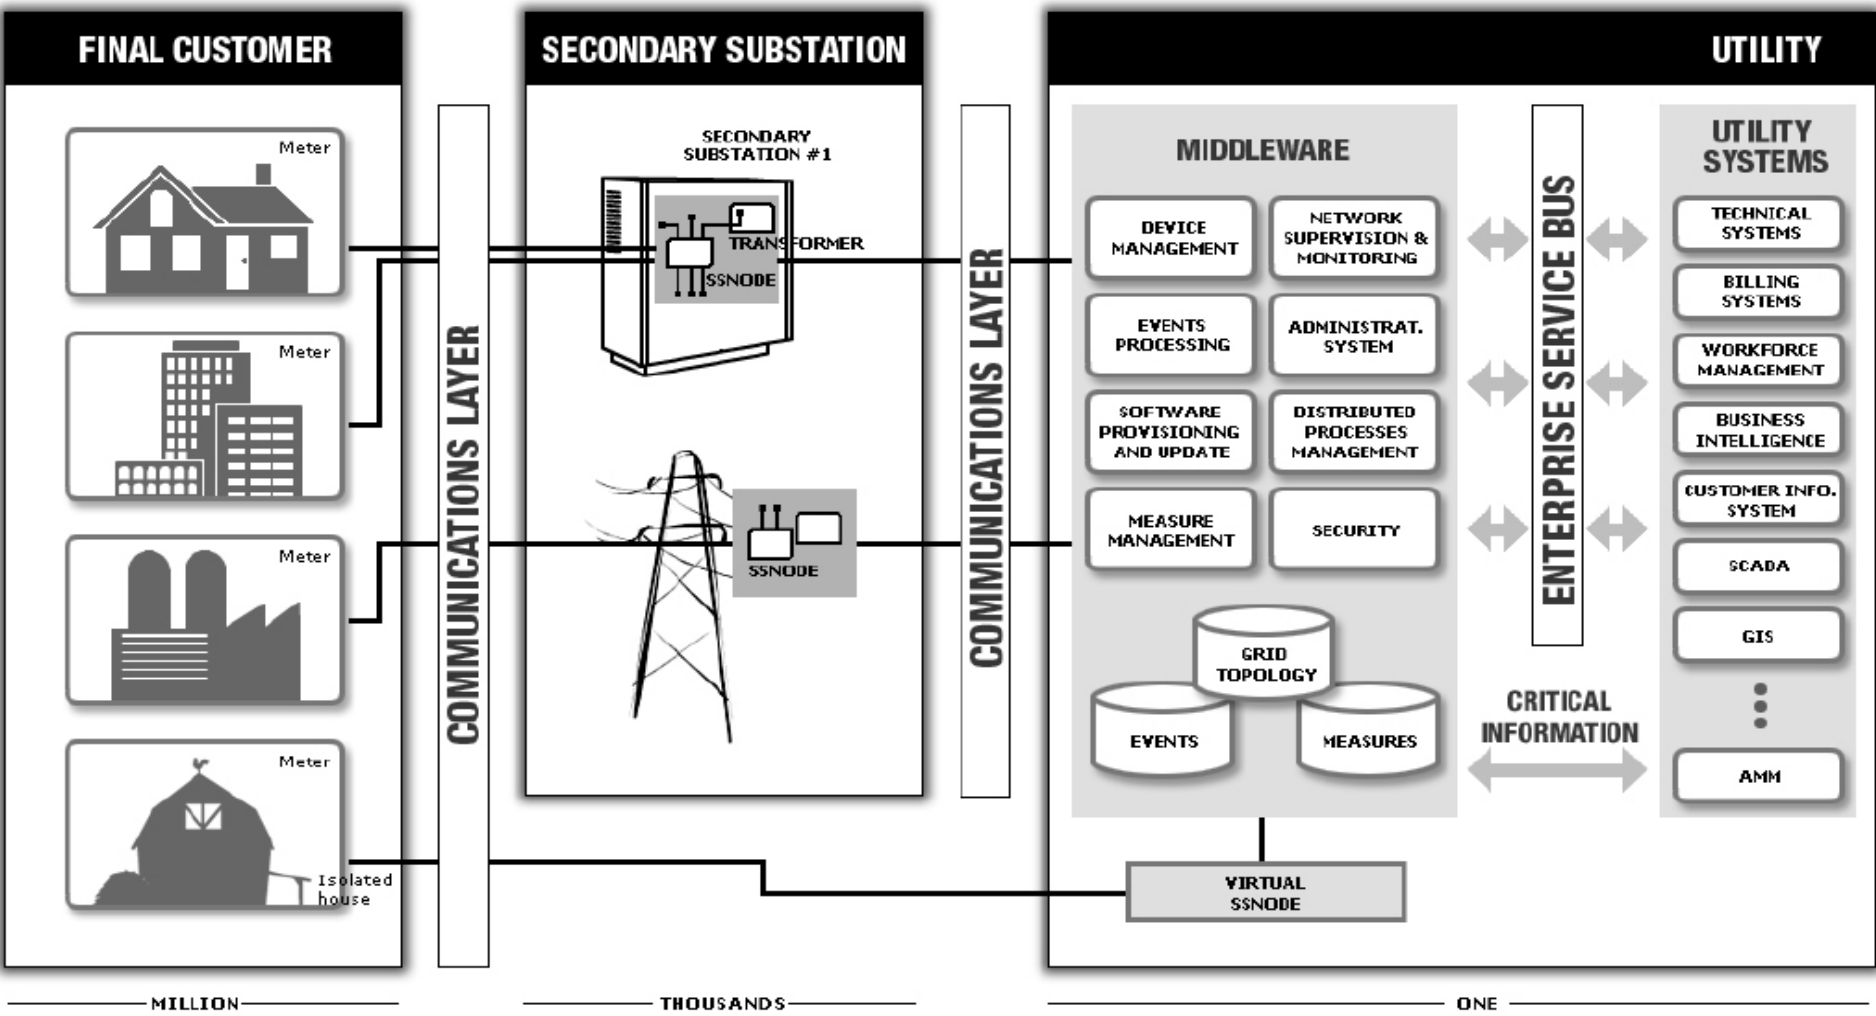 FINAL CUSTOMER
Meter
Meter
Meter
Meter
Isolated
house
COMMUNICATIONS LAYER
SECONDARY SUBSTATION
SECONDARY
SUBSTATION #1
TRANSFORMER
SSNODE
SSNODE
COMMUNICATIONS LAYER
UTILITY
MIDDLEWARE
DEVICE
MANAGEMENT
NETWORK
SUPERVISION &
MONITORING
EVENTS
PROCESSING
ADMINISTRAT.
SYSTEM
SOFTWARE
PROVISIONING
AND UPDATE
DISTRIBUTED
PROCESSES
MANAGEMENT
MEASURE
MANAGEMENT
SECURITY
GRID
TOPOLOGY
EVENTS
MEASURES
VIRTUAL
SSNODE
ENTERPRISE SERVICE BUS
CRITICAL
INFORMATION
UTILITY
SYSTEMS
TECHNICAL
SYSTEMS
BILLING
SYSTEMS
WORKFORCE
MANAGEMENT
BUSINESS
INTELLIGENCE
CUSTOMER INFO.
SYSTEM
SCADA
GIS
AMM
MILLION
THOUSANDS
ONE